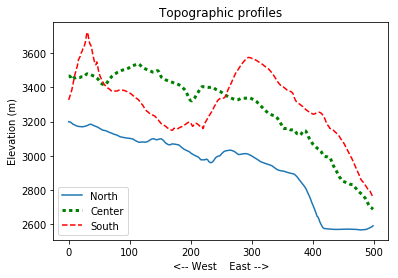 Topographic profiles
Elevation (m)
3600
3400
3200
3000
2800
2600
North
Center
South
0
100
200
300
400
500
<-- West    East -->